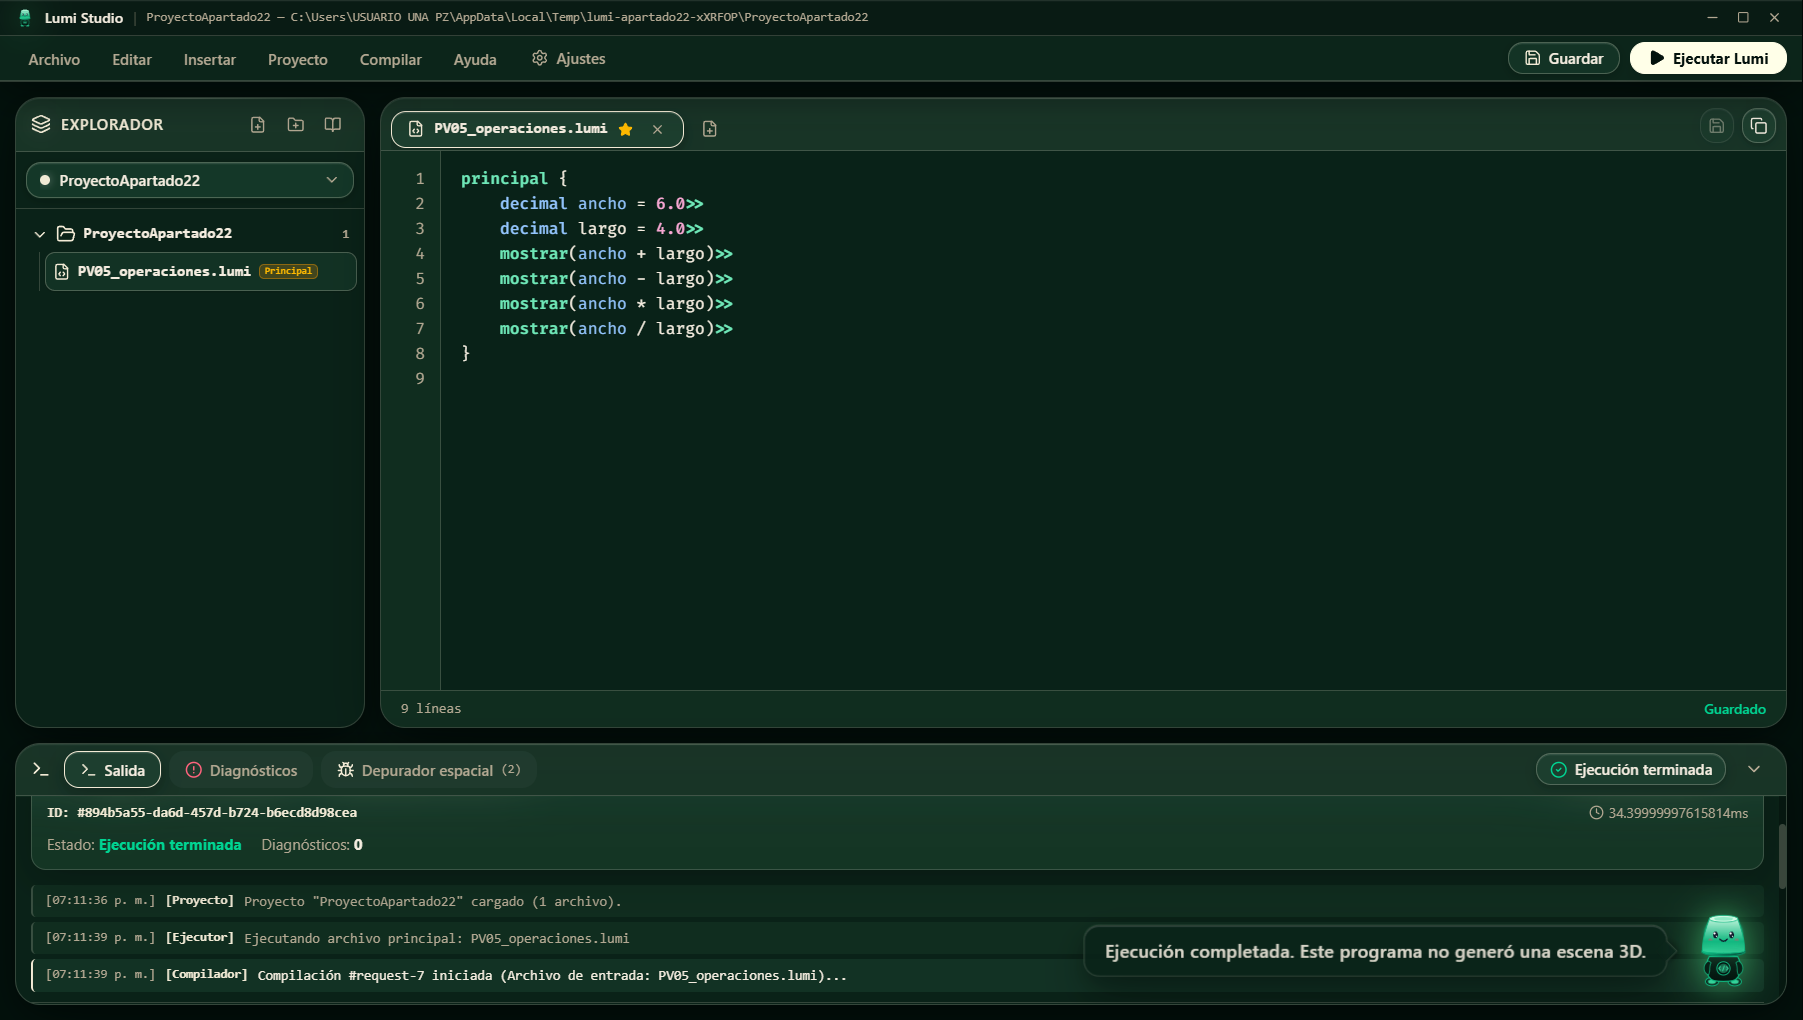 Lumi Studio | ProyectoApartado22 — C:\Users\USUARIO UNA PZ\AppData\Local\Temp\lumi-apartado22-xXRFOP\ProyectoApartado22
Archivo Editar Insertar Proyecto Compilar Ayuda Ajustes Guardar Ejecutar Lumi
EXPLORADOR
ProyectoApartado22
ProyectoApartado22 1
PV05_operaciones.lumi Principal
PV05_operaciones.lumi
1 principal {
2 decimal ancho = 6.0>>
3 decimal largo = 4.0>>
4 mostrar(ancho + largo)>>
5 mostrar(ancho - largo)>>
6 mostrar(ancho * largo)>>
7 mostrar(ancho / largo)>>
8 }
9
9 líneas Guardado
Salida Diagnósticos Depurador espacial (2) Ejecución terminada
ID: #894b5a55-da6d-457d-b724-b6ecd8d98cea 34.39999997615814ms
Estado: Ejecución terminada Diagnósticos: 0
[07:11:36 p. m.] [Proyecto] Proyecto "ProyectoApartado22" cargado (1 archivo).
[07:11:39 p. m.] [Ejecutor] Ejecutando archivo principal: PV05_operaciones.lumi
Ejecución completada. Este programa no generó una escena 3D.
[07:11:39 p. m.] [Compilador] Compilación #request-7 iniciada (Archivo de entrada: PV05_operaciones.lumi)...